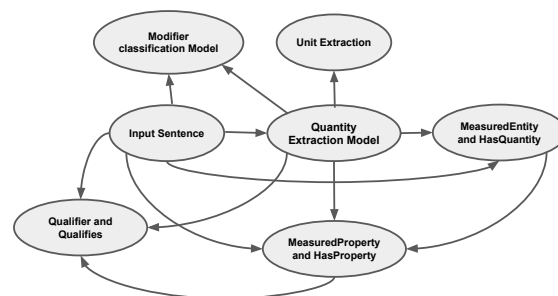 Modifier
classification Model
Unit Extraction
Input Sentence
Quantity
Extraction Model
MeasuredEntity
and HasQuantity
Qualifier and
Qualifies
MeasuredProperty
and HasProperty